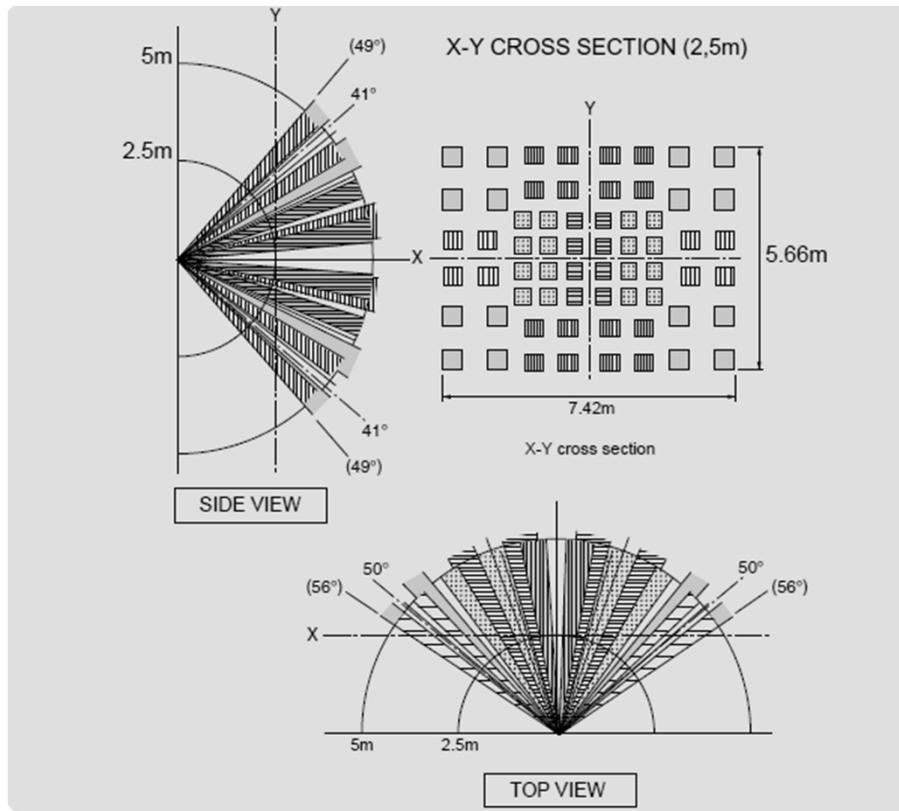 Y
5m
(49°)
41°
2.5m
X
41°
(49°)
SIDE VIEW
X-Y CROSS SECTION (2,5m)
Y
5.66m
7.42m
X-Y cross section
(56°)
50°
50°
(56°)
X
5m
2.5m
TOP VIEW